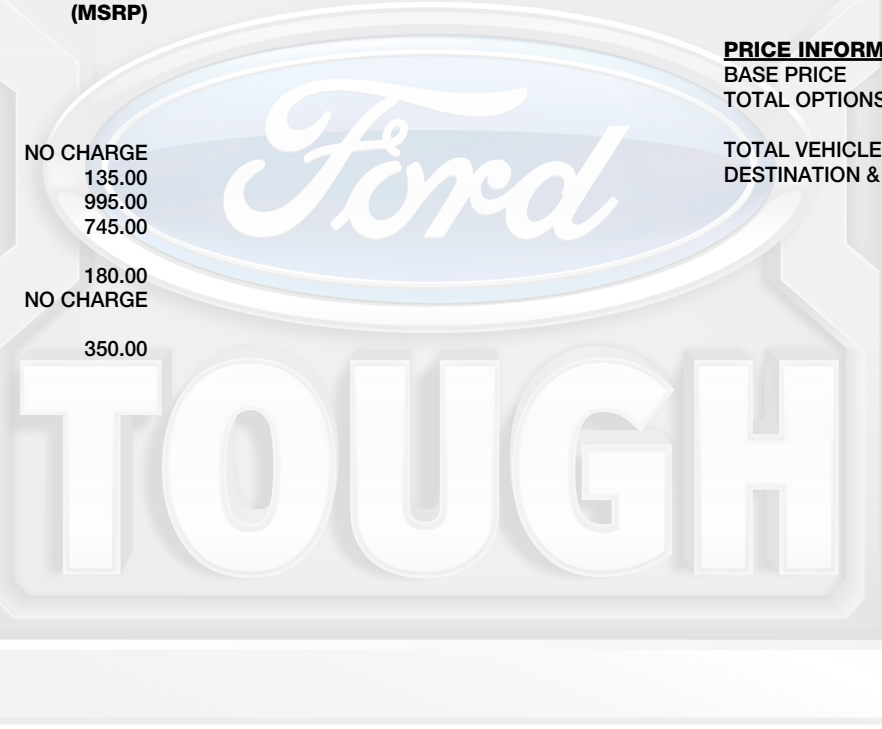 (MSRP)
NO CHARGE
135.00
995.00
745.00
180.00
NO CHARGE
350.00
PRICE INFORM
BASE PRICE
TOTAL OPTIONS
TOTAL VEHICLE
DESTINATION &
Ford
TOUGH